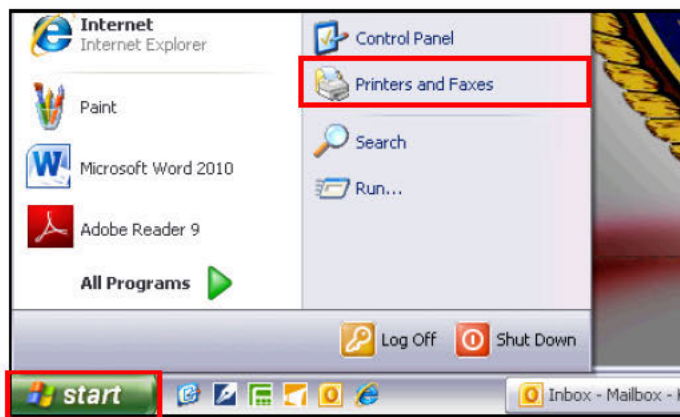 Internet
Internet Explorer
Paint
Microsoft Word 2010
Adobe Reader 9
All Programs
Control Panel
Printers and Faxes
Search
Run...
Log Off
Shut Down
start
Inbox - Mailbox -